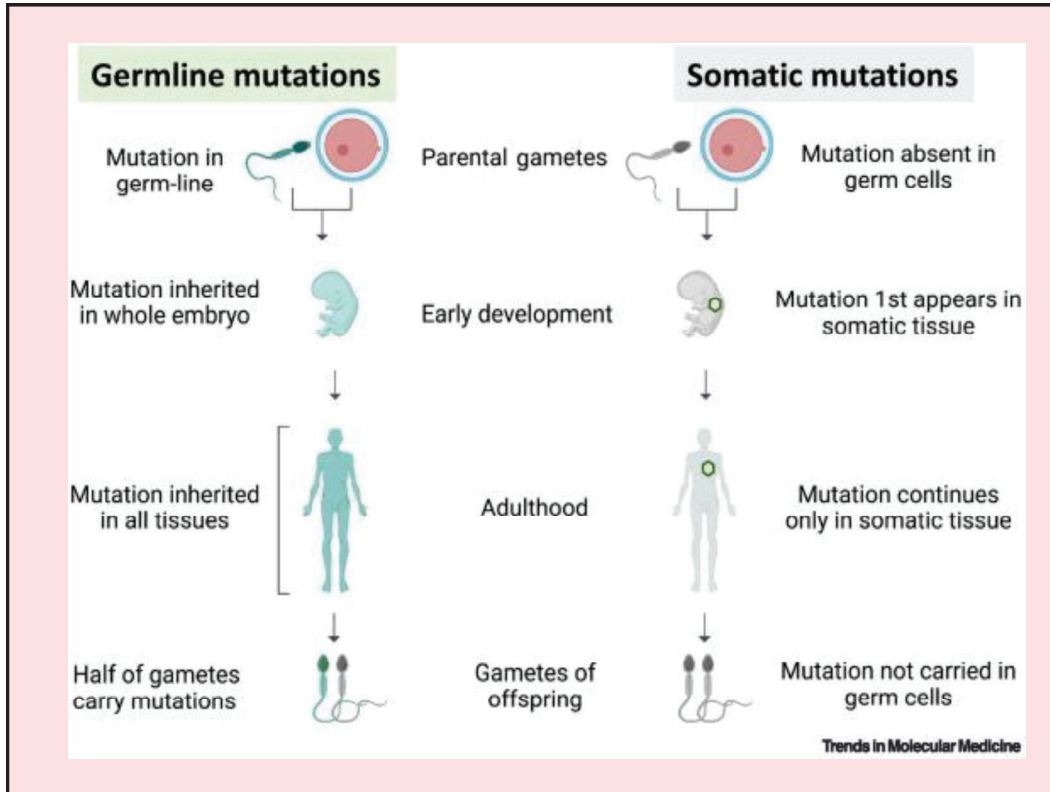 Germline mutations
Somatic mutations
Mutation in
germ-line
Parental gametes
Mutation absent in
germ cells
Mutation inherited
in whole embryo
Early development
Mutation 1st appears in
somatic tissue
Mutation inherited
in all tissues
Adulthood
Mutation continues
only in somatic tissue
Half of gametes
carry mutations
Gametes of
offspring
Mutation not carried in
germ cells
Trends in Molecular Medicine